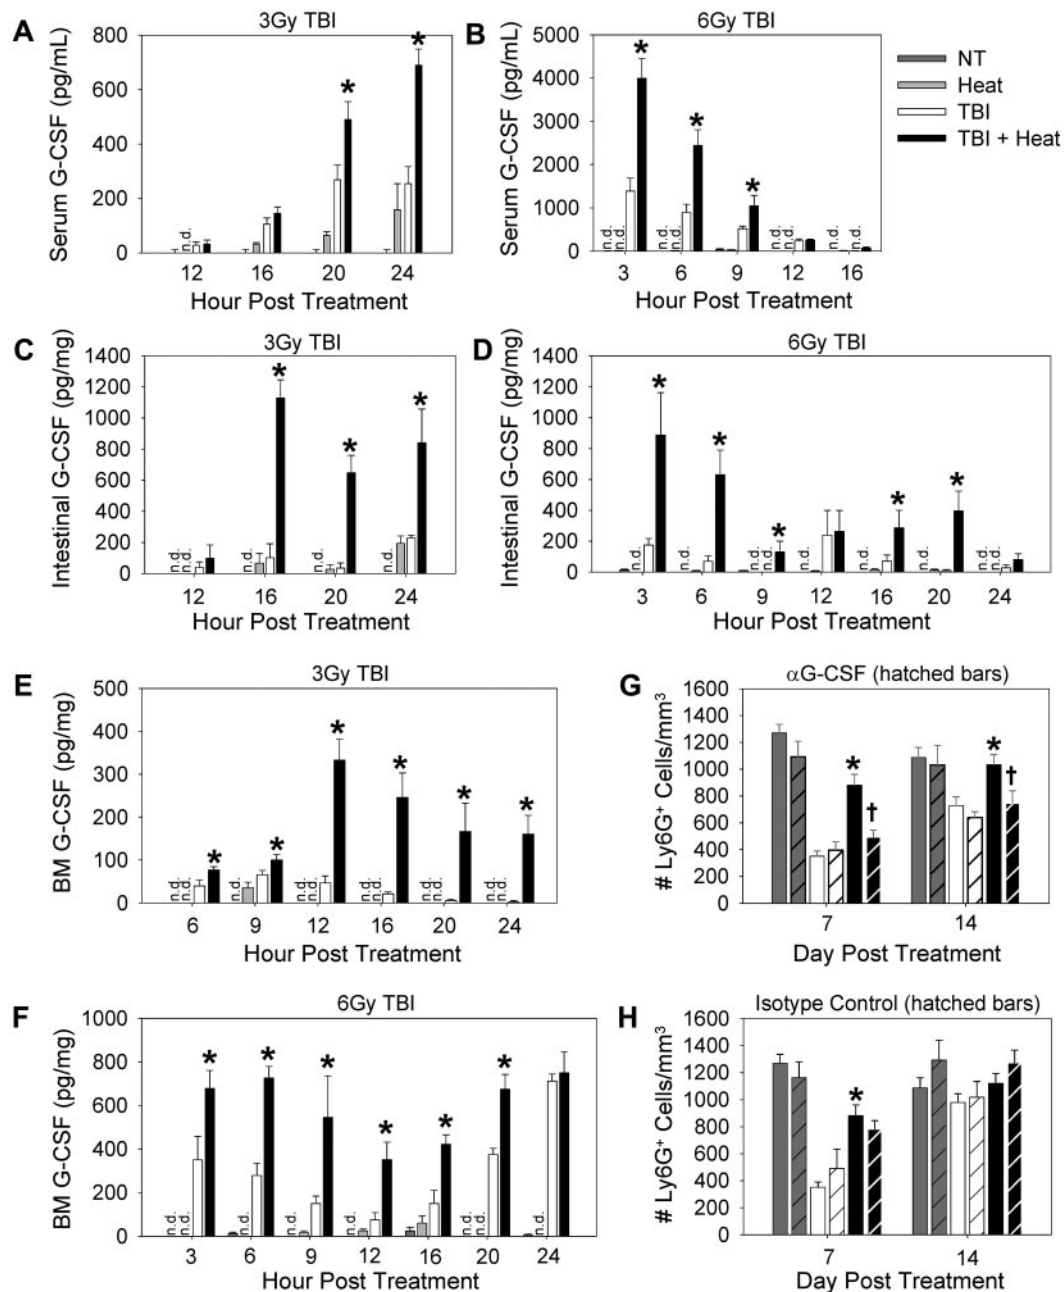 A
3Gy TBI
Serum G-CSF (pg/mL)
800
600
400
200
0
n.d.
*
*
12 16 20 24
Hour Post Treatment
B
6Gy TBI
Serum G-CSF (pg/mL)
5000
4000
3000
2000
1000
0
n.d. n.d. n.d. n.d. n.d. n.d. n.d.
* * *
3 6 9 12 16
Hour Post Treatment
NT
Heat
TBI
TBI + Heat
C
3Gy TBI
Intestinal G-CSF (pg/mg)
1400
1200
1000
800
600
400
200
0
n.d. n.d. n.d. n.d. n.d.
* * *
12 16 20 24
Hour Post Treatment
D
6Gy TBI
Intestinal G-CSF (pg/mg)
1400
1200
1000
800
600
400
200
0
n.d. n.d. n.d. n.d. n.d. n.d. n.d. n.d. n.d.
* * * * *
3 6 9 12 16 20 24
Hour Post Treatment
E
3Gy TBI
BM G-CSF (pg/mg)
500
400
300
200
100
0
n.d. n.d. n.d. n.d. n.d. n.d. n.d. n.d. n.d. n.d. n.d.
* * * * * *
6 9 12 16 20 24
Hour Post Treatment
G
αG-CSF (hatched bars)
# Ly6G⁺ Cells/mm³
1600
1400
1200
1000
800
600
400
200
0
* † * †
7 14
Day Post Treatment
F
6Gy TBI
BM G-CSF (pg/mg)
1000
800
600
400
200
0
n.d. n.d. n.d. n.d. n.d. n.d. n.d. n.d.
* * * * * *
3 6 9 12 16 20 24
Hour Post Treatment
H
Isotype Control (hatched bars)
# Ly6G⁺ Cells/mm³
1600
1400
1200
1000
800
600
400
200
0
*
7 14
Day Post Treatment